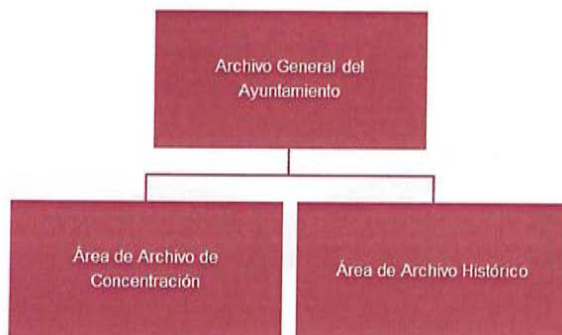 Archivo General del
Ayuntamiento
Área de Archivo de
Concentración
Área de Archivo Histórico